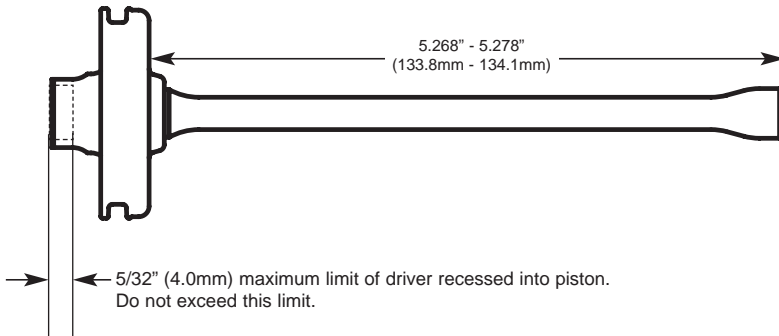 5.268” - 5.278”
(133.8mm - 134.1mm)
5/32” (4.0mm) maximum limit of driver recessed into piston.
Do not exceed this limit.